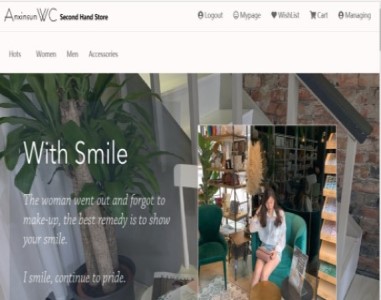 AnxinsunWC Second Hand Store
Logout Mypage WishList Cart Managing
Hots Women Men Accessories
With Smile
The woman went out and forgot to
make-up, the best remedy is to show
your smile.
I smile, continue to pride.